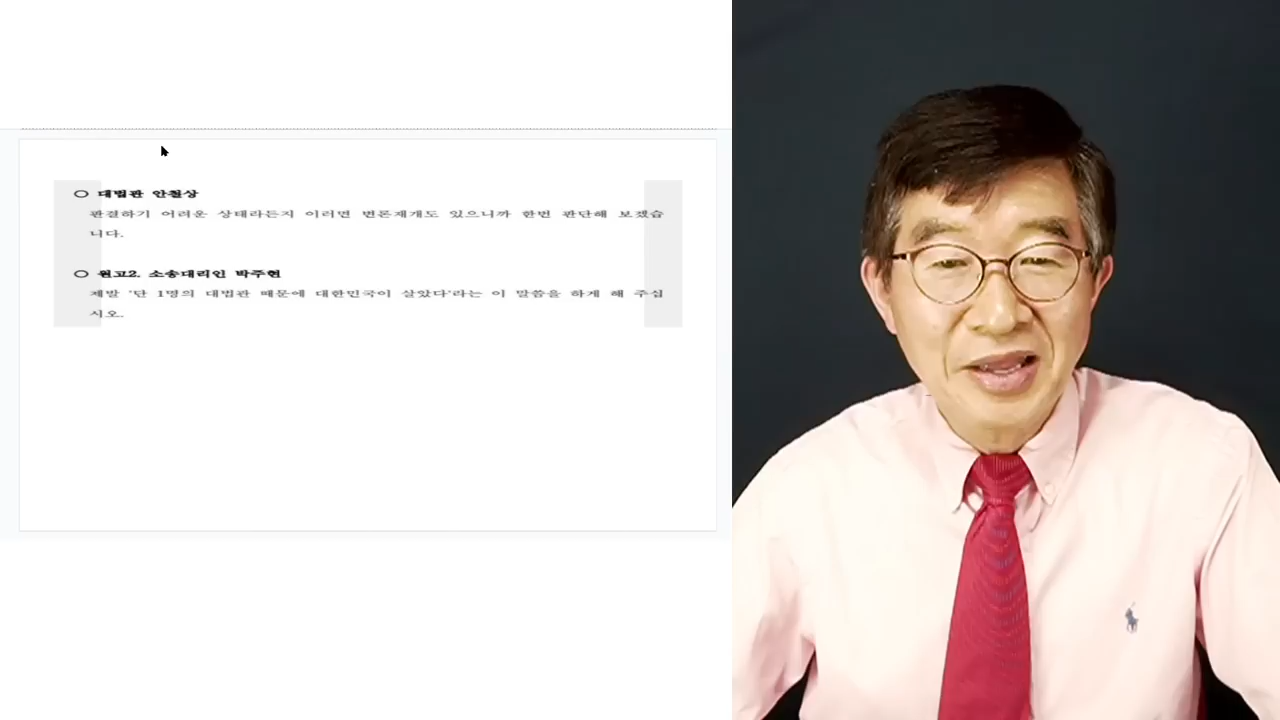 ○ 대법관 안철상
판결하기 어려운 상태라든지 이러면 변론재개도 있으니까 한번 판단해 보겠습
니다.
○ 원고2. 소송대리인 박주현
제발 '단 1명의 대법관 때문에 대한민국이 살았다'라는 이 말씀을 하게 해 주십
시오.